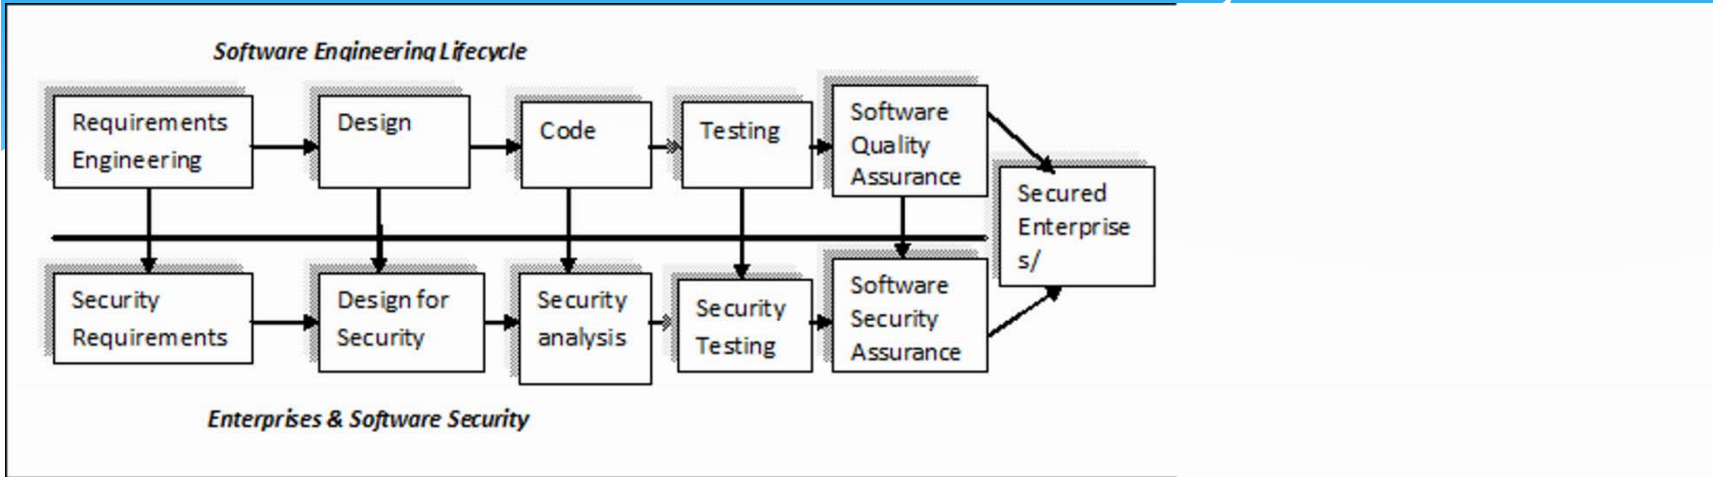 Software Engineering Lifecycle
Requirements
Engineering
Design
Code
Testing
Software
Quality
Assurance
Secured
Enterprise
s/
Security
Requirements
Design for
Security
Security
analysis
Security
Testing
Software
Security
Assurance
Enterprises & Software Security